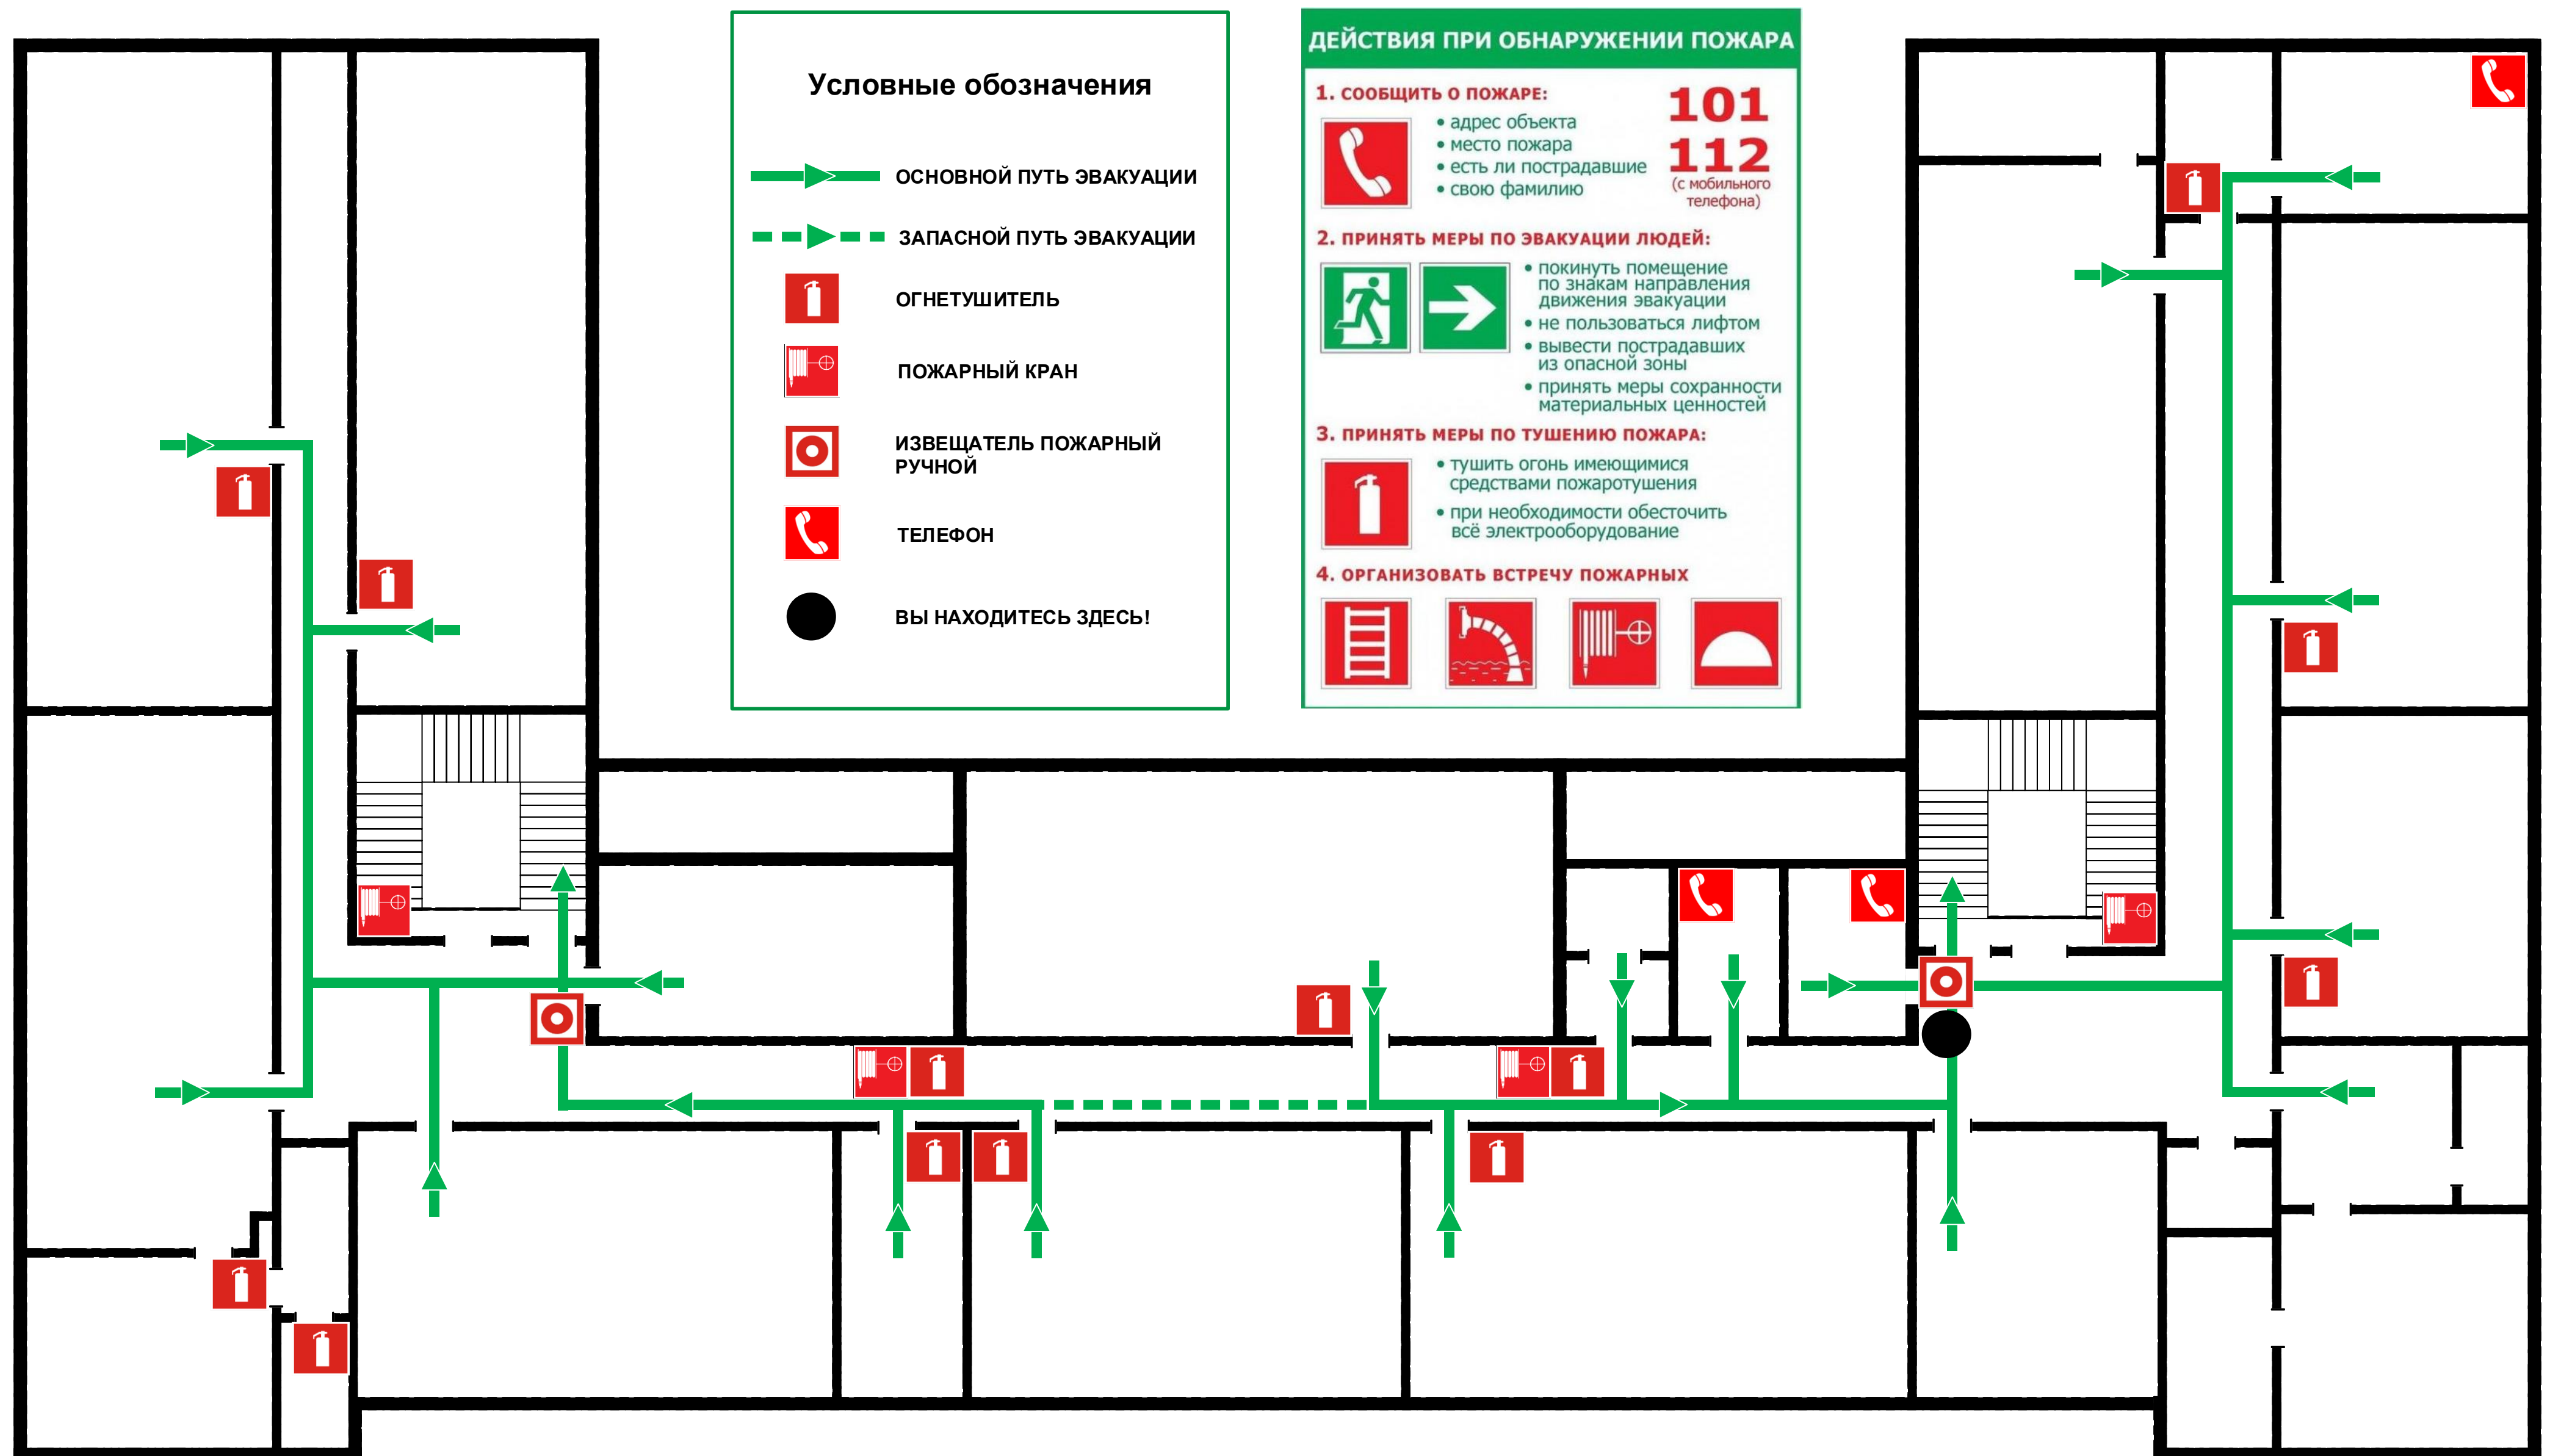 Условные обозначения
ОСНОВНОЙ ПУТЬ ЭВАКУАЦИИ
ЗАПАСНОЙ ПУТЬ ЭВАКУАЦИИ
ОГНЕТУШИТЕЛЬ
ПОЖАРНЫЙ КРАН
ИЗВЕЩАТЕЛЬ ПОЖАРНЫЙ
РУЧНОЙ
ТЕЛЕФОН
ВЫ НАХОДИТЕСЬ ЗДЕСЬ!
ДЕЙСТВИЯ ПРИ ОБНАРУЖЕНИИ ПОЖАРА
1. СООБЩИТЬ О ПОЖАРЕ:
• адрес объекта
• место пожара
• есть ли пострадавшие
• свою фамилию
101
112
(с мобильного
телефона)
2. ПРИНЯТЬ МЕРЫ ПО ЭВАКУАЦИИ ЛЮДЕЙ:
• покинуть помещение
по знакам направления
движения эвакуации
• не пользоваться лифтом
• вывести пострадавших
из опасной зоны
• принять меры сохранности
материальных ценностей
3. ПРИНЯТЬ МЕРЫ ПО ТУШЕНИЮ ПОЖАРА:
• тушить огонь имеющимися
средствами пожаротушения
• при необходимости обесточить
всё электрооборудование
4. ОРГАНИЗОВАТЬ ВСТРЕЧУ ПОЖАРНЫХ